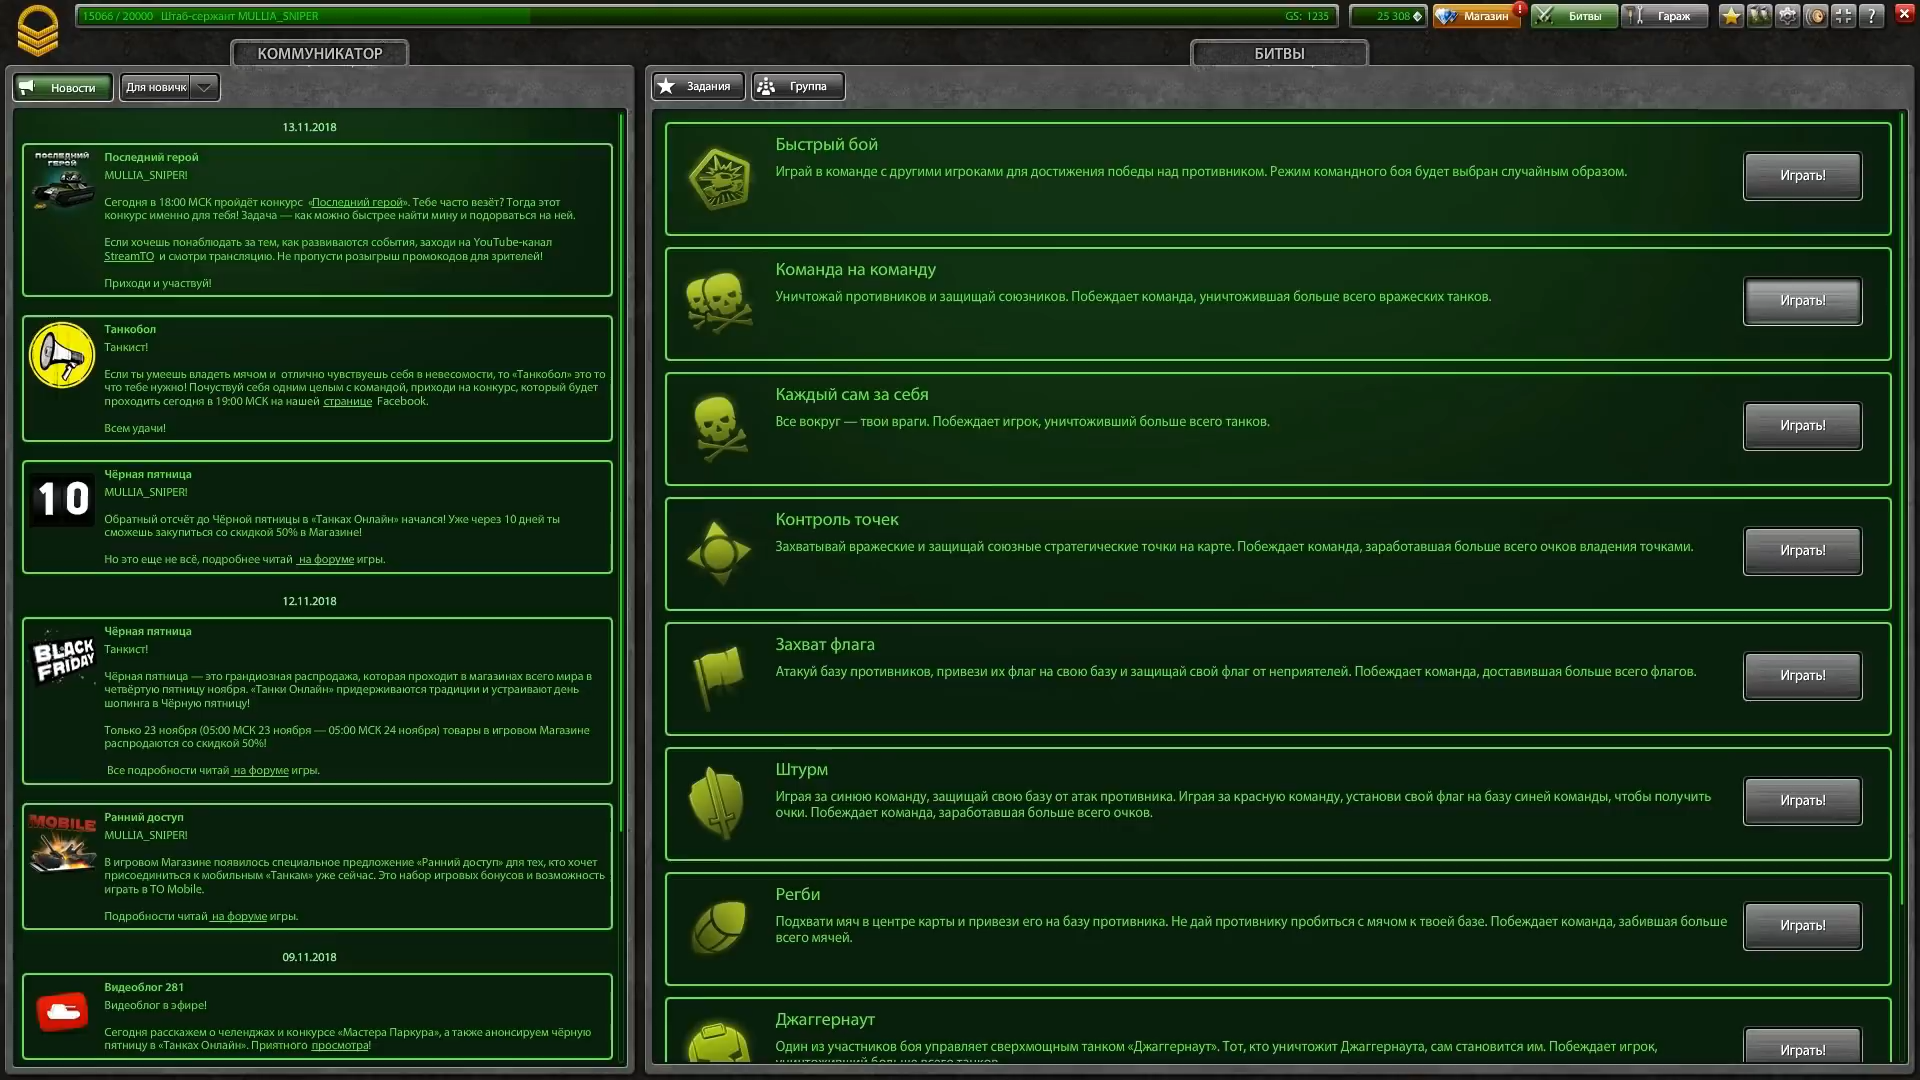 15066 / 20000 Штаб-сержант MULLIA_SNIPER
GS: 1235
25 308
Магазин
Битвы
Гараж
КОММУНИКАТОР
БИТВЫ
Новости
Для новичк
Задания
Группа
13.11.2018
ПОСЛЕДНИЙ
ГЕРОЙ
Последний герой
MULLIA_SNIPER!
Сегодня в 18:00 МСК пройдёт конкурс «Последний герой». Тебе часто везёт? Тогда этот
конкурс именно для тебя! Задача — как можно быстрее найти мину и подорваться на ней.
Если хочешь понаблюдать за тем, как развиваются события, заходи на YouTube-канал
StreamTO и смотри трансляцию. Не пропусти розыгрыш промокодов для зрителей!
Приходи и участвуй!
Танкобол
Танкист!
Если ты умеешь владеть мячом и отлично чувствуешь себя в невесомости, то «Танкобол» это то
что тебе нужно! Почуствуй себя одним целым с командой, приходи на конкурс, который будет
проходить сегодня в 19:00 МСК на нашей странице Facebook.
Всем удачи!
10
Чёрная пятница
MULLIA_SNIPER!
Обратный отсчёт до Чёрной пятницы в «Танках Онлайн» начался! Уже через 10 дней ты
сможешь закупиться со скидкой 50% в Магазине!
Но это еще не всё, подробнее читай на форуме игры.
12.11.2018
BLACK
FRIDAY
Чёрная пятница
Танкист!
Чёрная пятница — это грандиозная распродажа, которая проходит в магазинах всего мира в
четвёртую пятницу ноября. «Танки Онлайн» придерживаются традиции и устраивают день
шопинга в Чёрную пятницу!
Только 23 ноября (05:00 МСК 23 ноября — 05:00 МСК 24 ноября) товары в игровом Магазине
распродаются со скидкой 50%!
Все подробности читай на форуме игры.
MOBILE
Ранний доступ
MULLIA_SNIPER!
В игровом Магазине появилось специальное предложение «Ранний доступ» для тех, кто хочет
присоединиться к мобильным «Танкам» уже сейчас. Это набор игровых бонусов и возможность
играть в ТО Mobile.
Подробности читай на форуме игры.
09.11.2018
Видеоблог 281
Видеоблог в эфире!
Сегодня расскажем о челенджах и конкурсе «Мастера Паркура», а также анонсируем чёрную
пятницу в «Танках Онлайн». Приятного просмотра!
Быстрый бой
Играй в команде с другими игроками для достижения победы над противником. Режим командного боя будет выбран случайным образом.
Играть!
Команда на команду
Уничтожай противников и защищай союзников. Побеждает команда, уничтожившая больше всего вражеских танков.
Играть!
Каждый сам за себя
Все вокруг — твои враги. Побеждает игрок, уничтоживший больше всего танков.
Играть!
Контроль точек
Захватывай вражеские и защищай союзные стратегические точки на карте. Побеждает команда, заработавшая больше всего очков владения точками.
Играть!
Захват флага
Атакуй базу противников, привези их флаг на свою базу и защищай свой флаг от неприятелей. Побеждает команда, доставившая больше всего флагов.
Играть!
Штурм
Играя за синюю команду, защищай свою базу от атак противника. Играя за красную команду, установи свой флаг на базу синей команды, чтобы получить
очки. Побеждает команда, заработавшая больше всего очков.
Играть!
Регби
Подхвати мяч в центре карты и привези его на базу противника. Не дай противнику пробиться с мячом к твоей базе. Побеждает команда, забившая больше
всего мячей.
Играть!
Джаггернаут
Один из участников боя управляет сверхмощным танком «Джаггернаут». Тот, кто уничтожит Джаггернаута, сам становится им. Побеждает игрок,
уничтоживший больше всего танков.
Играть!